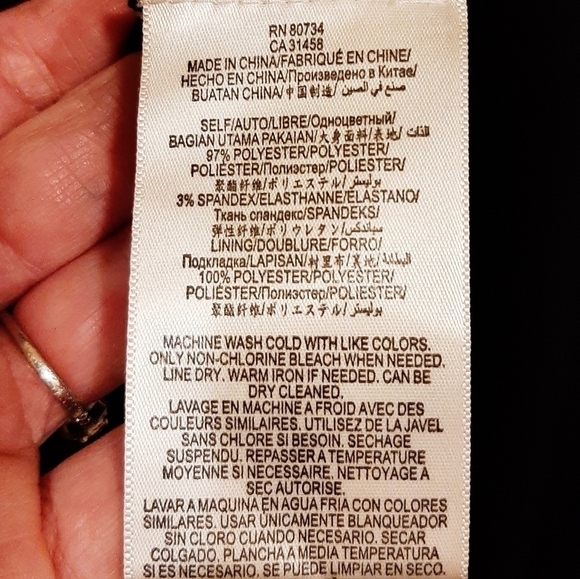 RN 80734
CA 31458
MADE IN CHINA/FABRIQUÉ EN CHINE/
HECHO EN CHINA/Произведено в Китае/
BUATAN CHINA/中国制造/صنع في الصين
SELF/AUTO/LIBRE/Одноцветный/
BAGIAN UTAMA PAKAIAN/大身面料/表地/الذات
97% POLYESTER/POLYESTER/
POLIÉSTER/Полиэстер/POLIESTER/
聚酯纤维/ポリエステル/بوليستر
3% SPANDEX/ELASTHANNE/ELASTANO/
Ткань спандекс/SPANDEKS/
弹性纤维/ポリウレタン/سباندكس
LINING/DOUBLURE/FORRO/
Подкладка/LAPISAN/衬里布/裏地/البطانة
100% POLYESTER/POLYESTER/
POLIÉSTER/Полиэстер/POLIESTER/
聚酯纤维/ポリエステル/بوليستر
MACHINE WASH COLD WITH LIKE COLORS.
ONLY NON-CHLORINE BLEACH WHEN NEEDED.
LINE DRY. WARM IRON IF NEEDED. CAN BE
DRY CLEANED.
LAVAGE EN MACHINE A FROID AVEC DES
COULEURS SIMILAIRES. UTILISEZ DE LA JAVEL
SANS CHLORE SI BESOIN. SECHAGE
SUSPENDU. REPASSER A TEMPERATURE
MOYENNE SI NECESSAIRE. NETTOYAGE A
SEC AUTORISE.
LAVAR A MAQUINA EN AGUA FRIA CON COLORES
SIMILARES. USAR ÚNICAMENTE BLANQUEADOR
SIN CLORO CUANDO NECESARIO. SECAR
COLGADO. PLANCHA A MEDIA TEMPERATURA
SI ES NECESARIO. SE PUEDE LIMPIAR EN SECO.